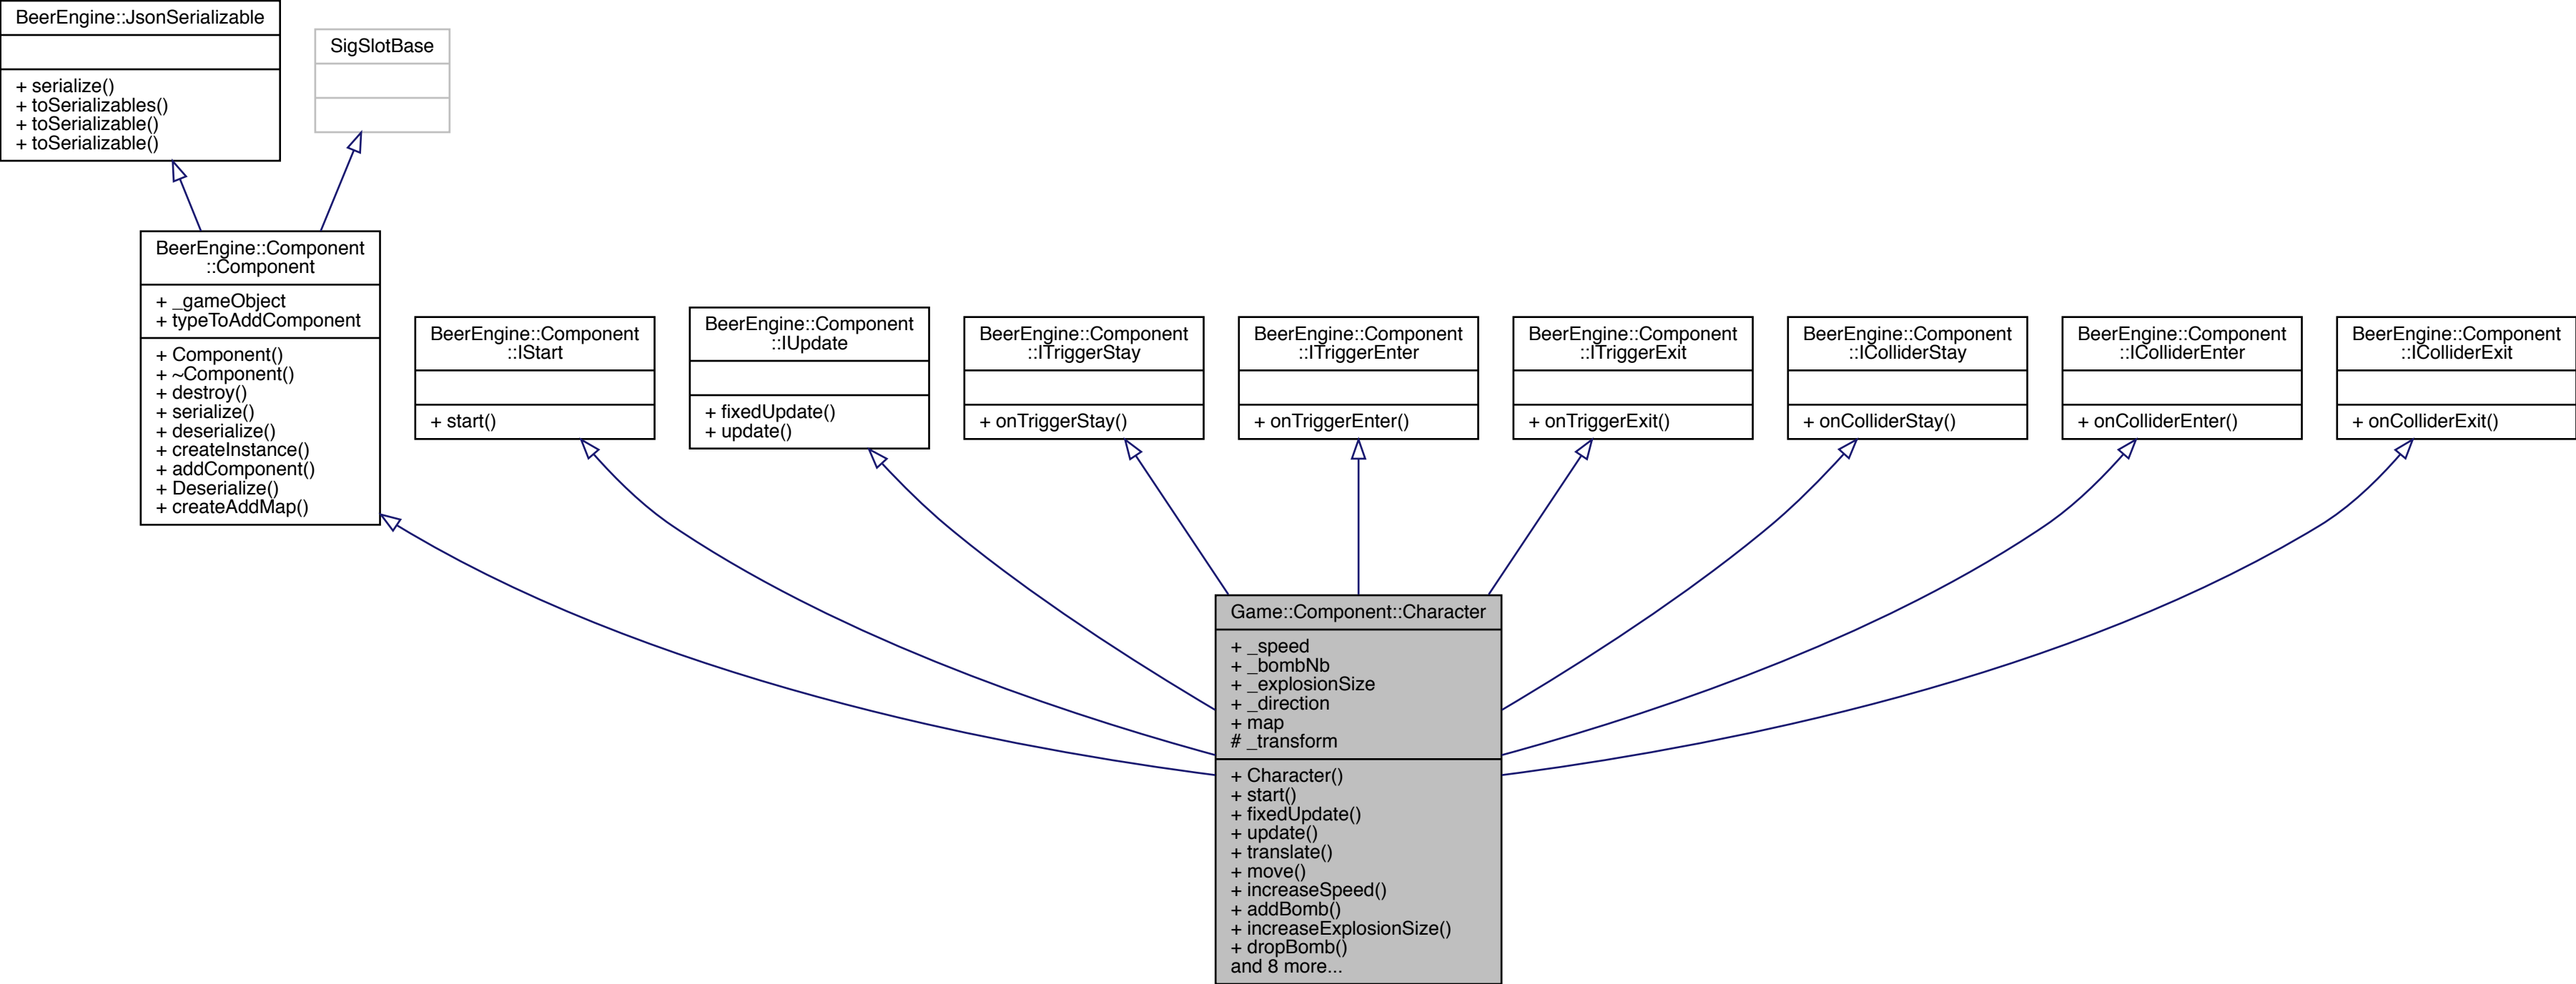 BeerEngine::JsonSerializable
+ serialize()
+ toSerializables()
+ toSerializable()
+ toSerializable()
SigSlotBase
BeerEngine::Component
::Component
+ _gameObject
+ typeToAddComponent
+ Component()
+ ~Component()
+ destroy()
+ serialize()
+ deserialize()
+ createInstance()
+ addComponent()
+ Deserialize()
+ createAddMap()
BeerEngine::Component
::IStart
+ start()
BeerEngine::Component
::IUpdate
+ fixedUpdate()
+ update()
BeerEngine::Component
::ITriggerStay
+ onTriggerStay()
BeerEngine::Component
::ITriggerEnter
+ onTriggerEnter()
BeerEngine::Component
::ITriggerExit
+ onTriggerExit()
BeerEngine::Component
::IColliderStay
+ onColliderStay()
BeerEngine::Component
::IColliderEnter
+ onColliderEnter()
BeerEngine::Component
::IColliderExit
+ onColliderExit()
Game::Component::Character
+ _speed
+ _bombNb
+ _explosionSize
+ _direction
+ map
# _transform
+ Character()
+ start()
+ fixedUpdate()
+ update()
+ translate()
+ move()
+ increaseSpeed()
+ addBomb()
+ increaseExplosionSize()
+ dropBomb()
and 8 more...